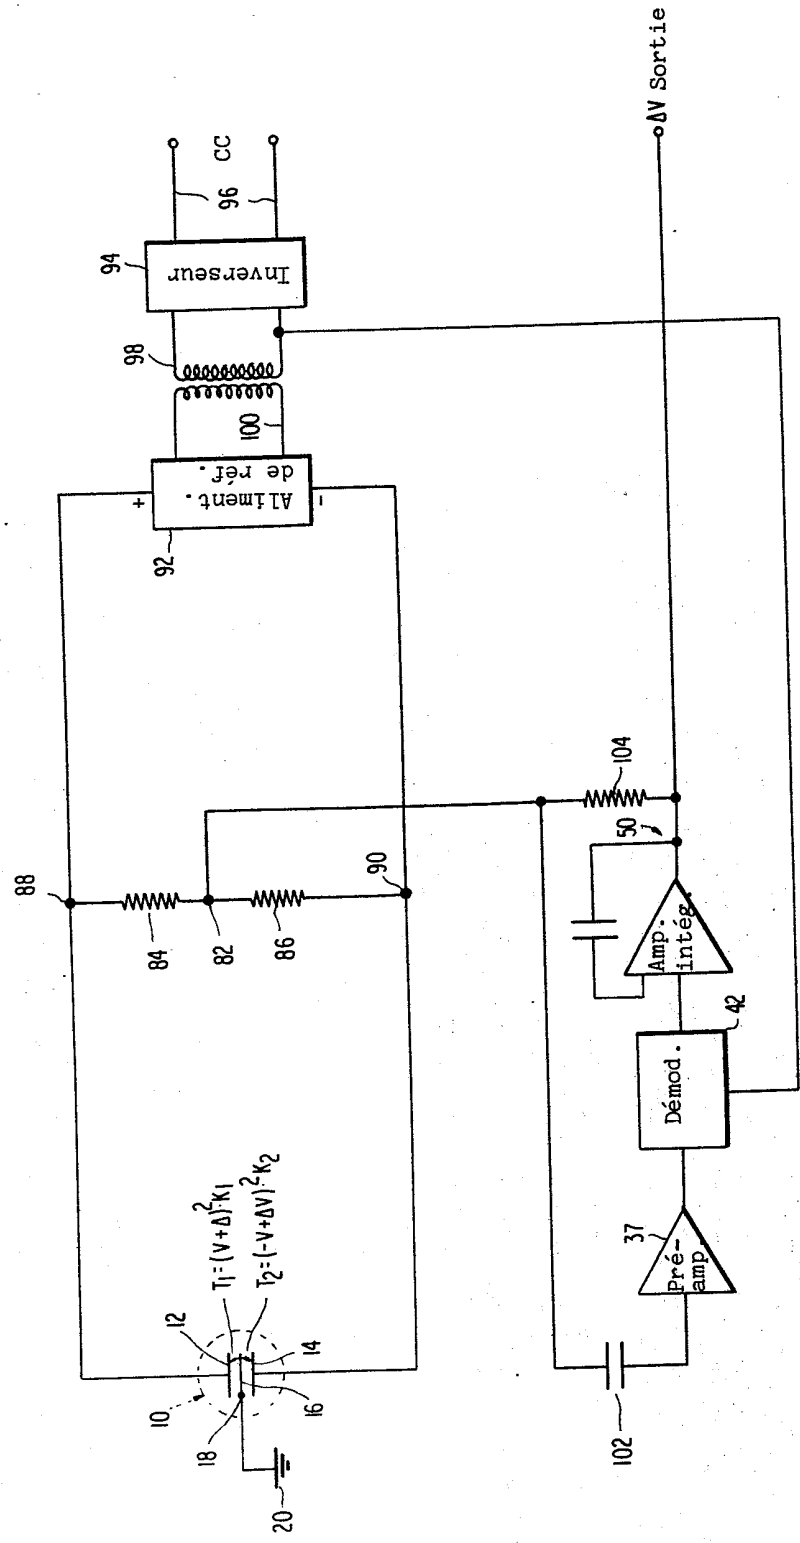 88
84
82
86
90
+
-
92
Aliment.
de réf.
100
98
94
Inverseur
96
CC
10
12
14
16
18
20
T1=(V+Δ)²·K1
T2=(-V+ΔV)²·K2
102
37
Pré-
amp.
Démod.
42
Amp.
intég.
50
104
ΔV Sortie